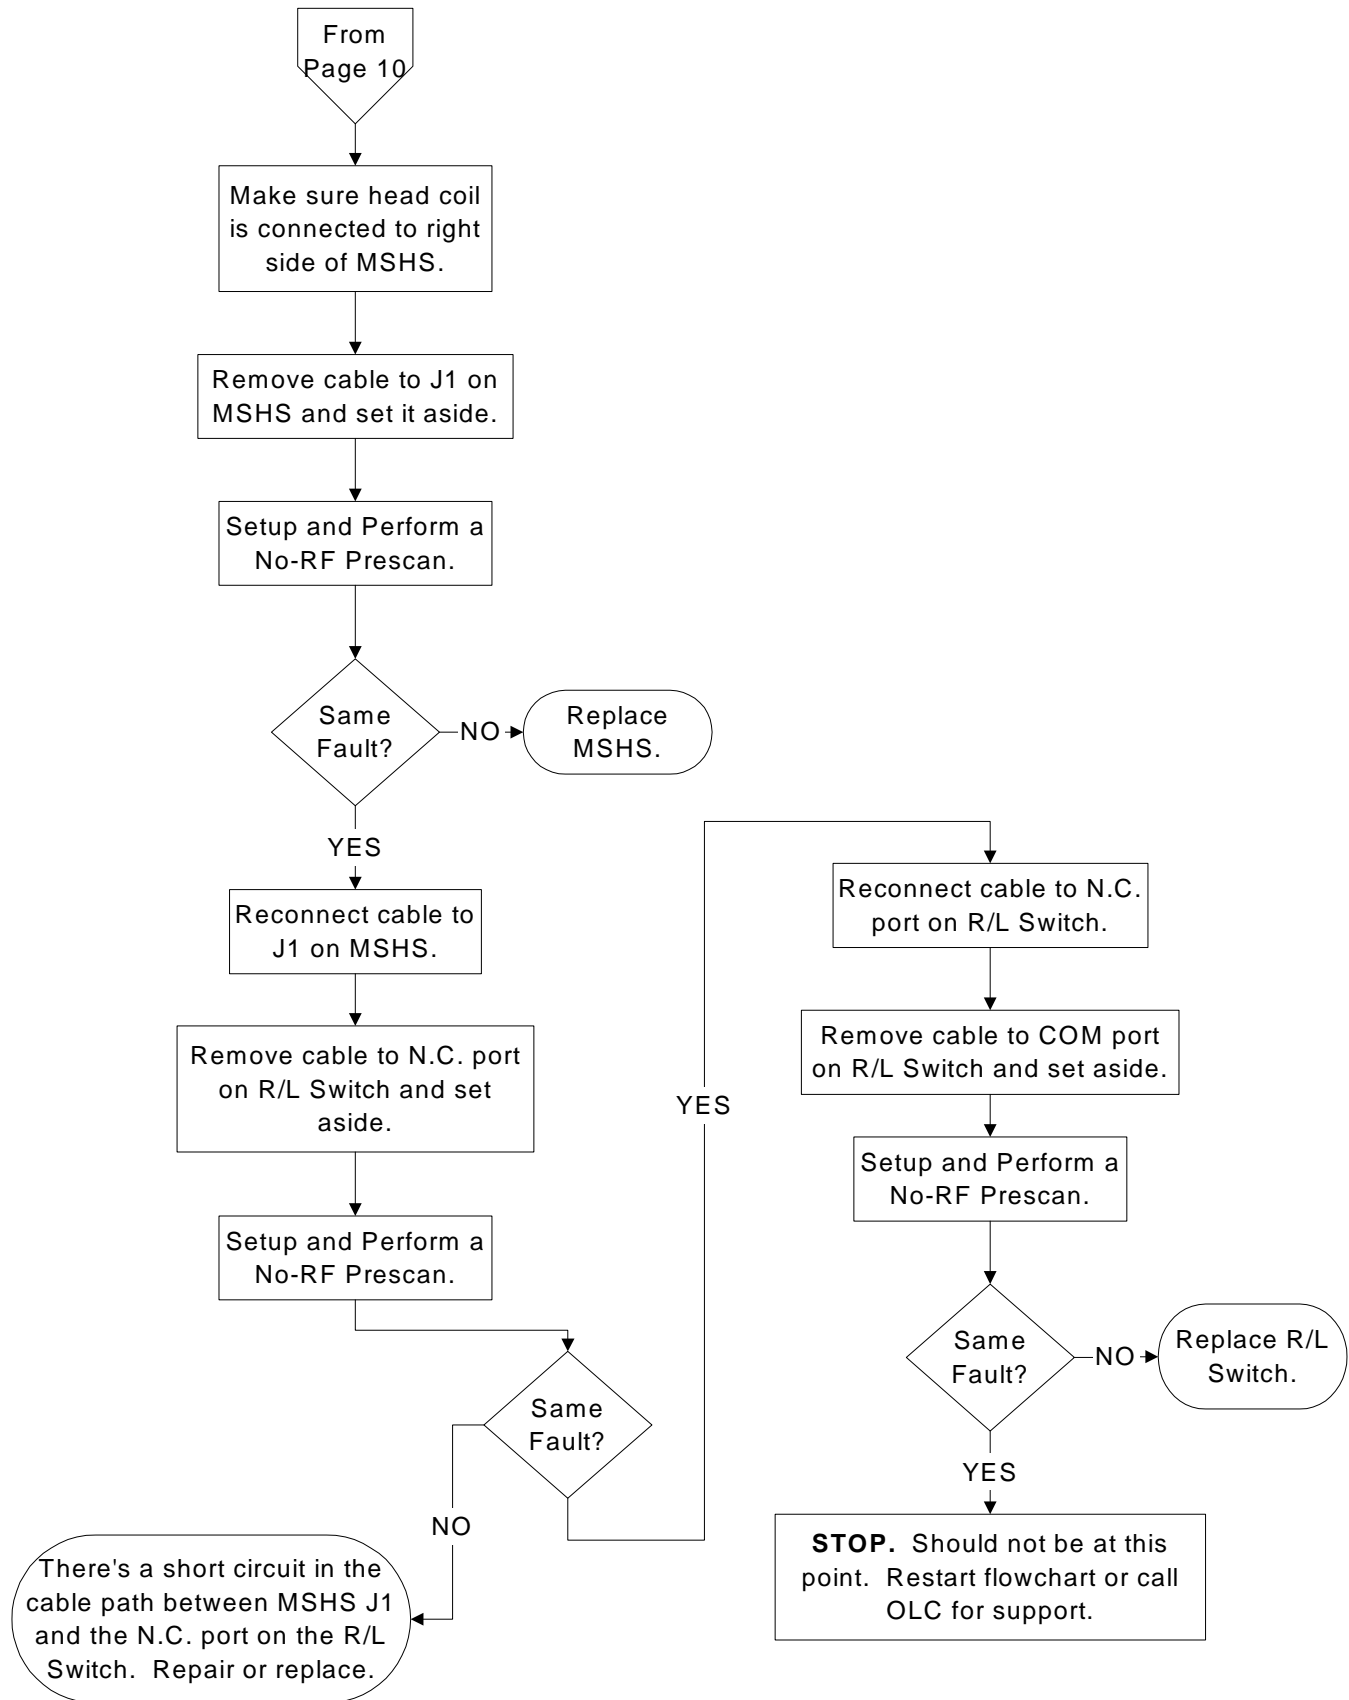 From
Page 10
Make sure head coil
is connected to right
side of MSHS.
Remove cable to J1 on
MSHS and set it aside.
Setup and Perform a
No-RF Prescan.
Same
Fault?
NO
Replace
MSHS.
YES
Reconnect cable to
J1 on MSHS.
Remove cable to N.C. port
on R/L Switch and set
aside.
Setup and Perform a
No-RF Prescan.
Same
Fault?
NO
There's a short circuit in the
cable path between MSHS J1
and the N.C. port on the R/L
Switch.  Repair or replace.
YES
Reconnect cable to N.C.
port on R/L Switch.
Remove cable to COM port
on R/L Switch and set aside.
Setup and Perform a
No-RF Prescan.
Same
Fault?
NO
Replace R/L
Switch.
YES
STOP.  Should not be at this
point.  Restart flowchart or call
OLC for support.